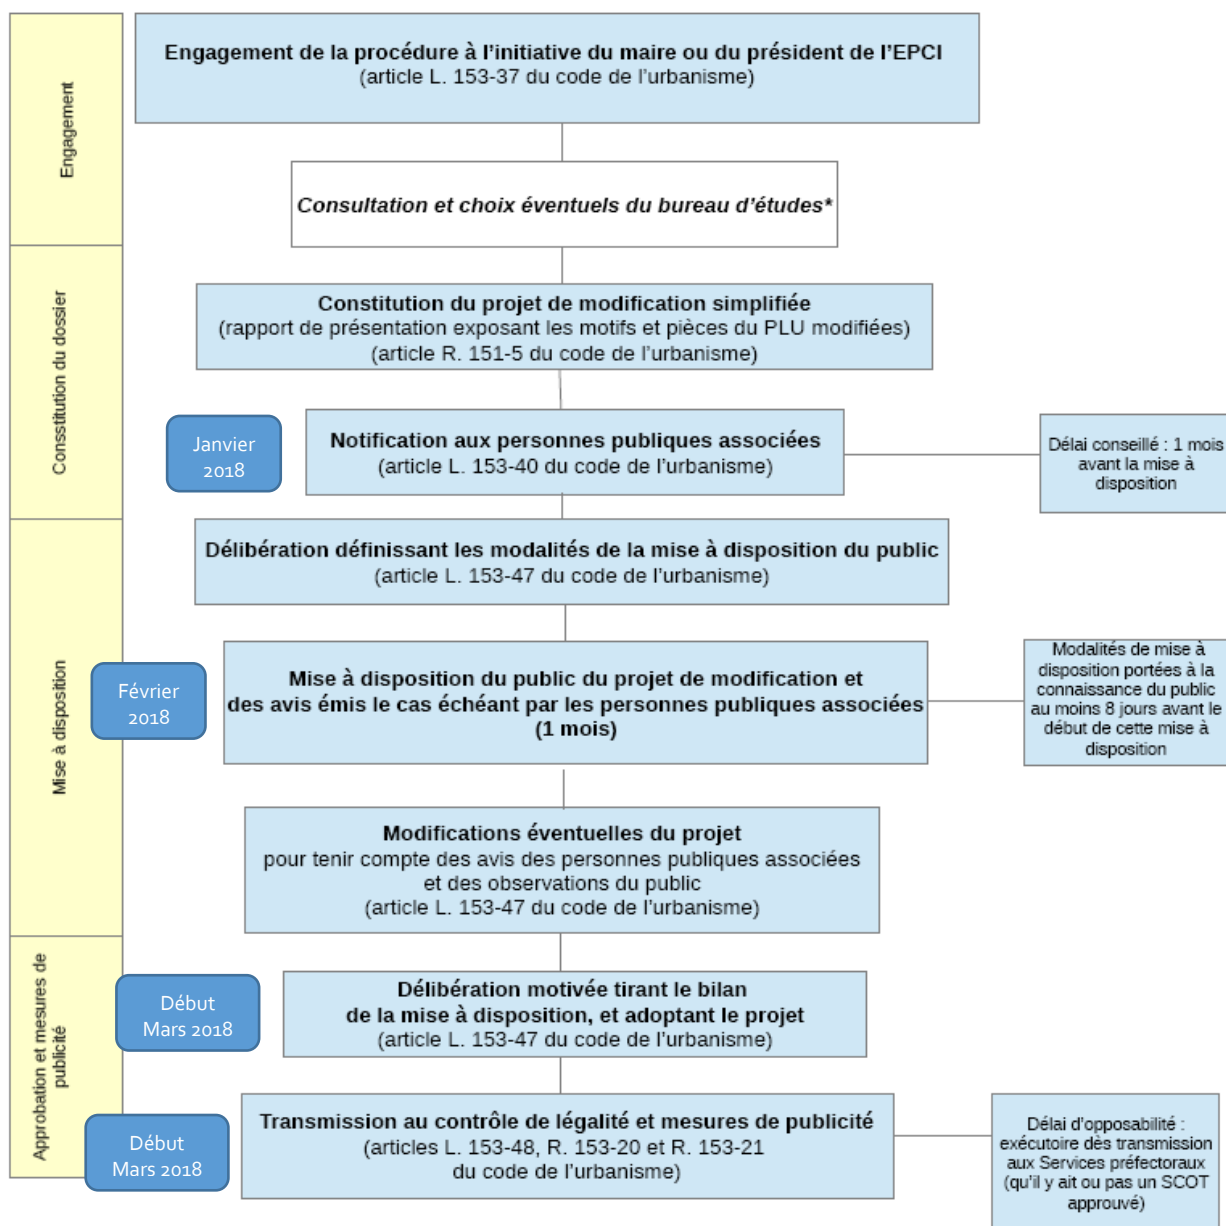 Engagement
Engagement de la procédure à l'initiative du maire ou du président de l'EPCI
(article L. 153-37 du code de l'urbanisme)
Consultation et choix éventuels du bureau d'études*
Consstitution du dossier
Constitution du projet de modification simplifiée
(rapport de présentation exposant les motifs et pièces du PLU modifiées)
(article R. 151-5 du code de l'urbanisme)
Janvier
2018
Notification aux personnes publiques associées
(article L. 153-40 du code de l'urbanisme)
Délai conseillé : 1 mois
avant la mise à
disposition
Mise à disposition
Délibération définissant les modalités de la mise à disposition du public
(article L. 153-47 du code de l'urbanisme)
Février
2018
Mise à disposition du public du projet de modification et
des avis émis le cas échéant par les personnes publiques associées
(1 mois)
Modalités de mise à
disposition portées à la
connaissance du public
au moins 8 jours avant le
début de cette mise à
disposition
Modifications éventuelles du projet
pour tenir compte des avis des personnes publiques associées
et des observations du public
(article L. 153-47 du code de l'urbanisme)
Approbation et mesures de
publicité
Début
Mars 2018
Délibération motivée tirant le bilan
de la mise à disposition, et adoptant le projet
(article L. 153-47 du code de l'urbanisme)
Début
Mars 2018
Transmission au contrôle de légalité et mesures de publicité
(articles L. 153-48, R. 153-20 et R. 153-21
du code de l'urbanisme)
Délai d'opposabilité :
exécutoire dès transmission
aux Services préfectoraux
(qu'il y ait ou pas un SCOT
approuvé)